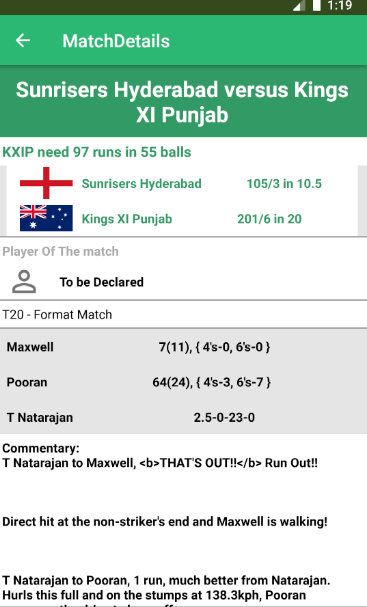 1:19
MatchDetails
Sunrisers Hyderabad versus Kings
XI Punjab
KXIP need 97 runs in 55 balls
Sunrisers Hyderabad 105/3 in 10.5
Kings XI Punjab 201/6 in 20
Player Of The match
To be Declared
T20 - Format Match
Maxwell 7(11), { 4's-0, 6's-0 }
Pooran 64(24), { 4's-3, 6's-7 }
T Natarajan 2.5-0-23-0
Commentary:
T Natarajan to Maxwell, <b>THAT'S OUT!!</b> Run Out!!
Direct hit at the non-striker's end and Maxwell is walking!
T Natarajan to Pooran, 1 run, much better from Natarajan.
Hurls this full and on the stumps at 138.3kph, Pooran